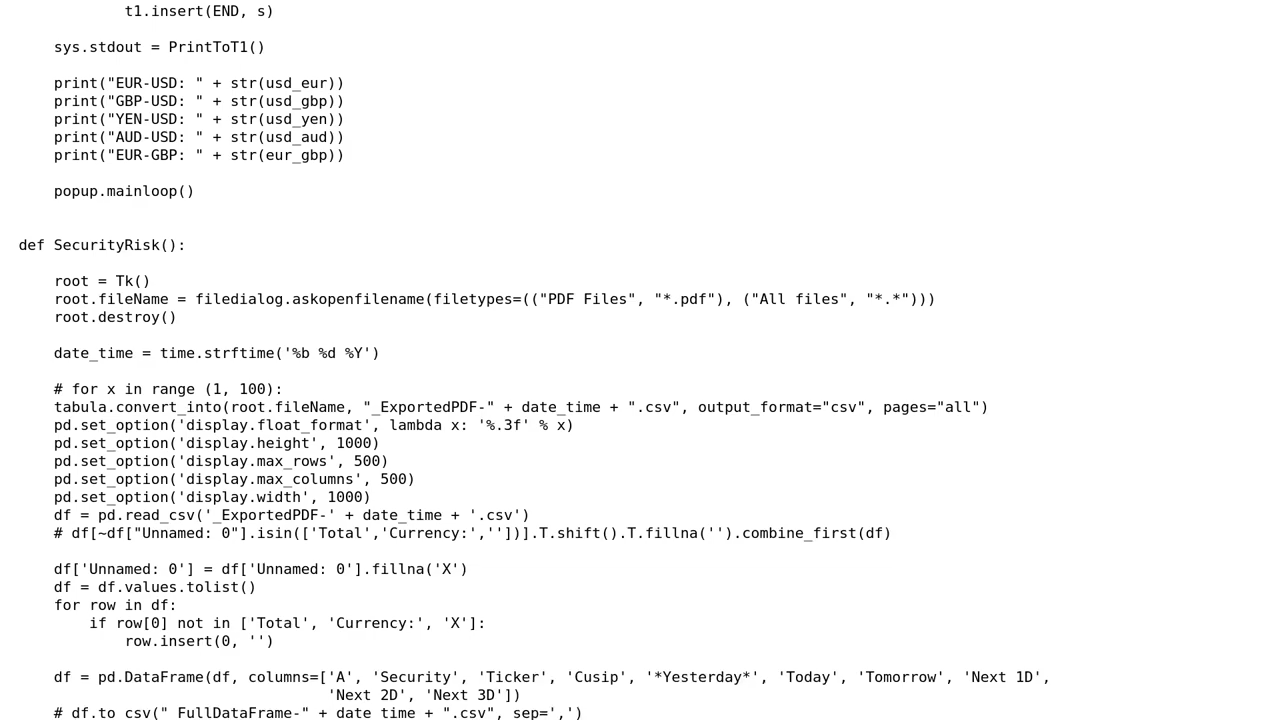 t1.insert(END, s)

    sys.stdout = PrintToT1()

    print("EUR-USD: " + str(usd_eur))
    print("GBP-USD: " + str(usd_gbp))
    print("YEN-USD: " + str(usd_yen))
    print("AUD-USD: " + str(usd_aud))
    print("EUR-GBP: " + str(eur_gbp))

    popup.mainloop()


def SecurityRisk():

    root = Tk()
    root.fileName = filedialog.askopenfilename(filetypes=(("PDF Files", "*.pdf"), ("All files", "*.*")))
    root.destroy()

    date_time = time.strftime('%b %d %Y')

    # for x in range (1, 100):
    tabula.convert_into(root.fileName, "_ExportedPDF-" + date_time + ".csv", output_format="csv", pages="all")
    pd.set_option('display.float_format', lambda x: '%.3f' % x)
    pd.set_option('display.height', 1000)
    pd.set_option('display.max_rows', 500)
    pd.set_option('display.max_columns', 500)
    pd.set_option('display.width', 1000)
    df = pd.read_csv('_ExportedPDF-' + date_time + '.csv')
    # df[~df["Unnamed: 0"].isin(['Total','Currency:',''])].T.shift().T.fillna('').combine_first(df)

    df['Unnamed: 0'] = df['Unnamed: 0'].fillna('X')
    df = df.values.tolist()
    for row in df:
        if row[0] not in ['Total', 'Currency:', 'X']:
            row.insert(0, '')

    df = pd.DataFrame(df, columns=['A', 'Security', 'Ticker', 'Cusip', '*Yesterday*', 'Today', 'Tomorrow', 'Next 1D',
                                   'Next 2D', 'Next 3D'])
    # df.to_csv("_FullDataFrame-" + date_time + ".csv", sep=',')